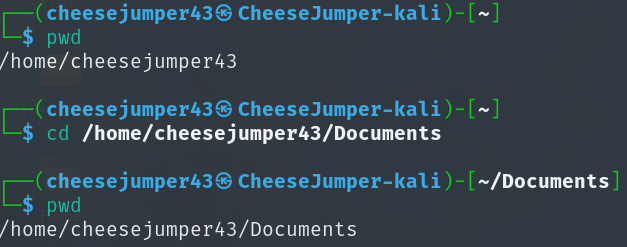 ┌──(cheesejumper43㉿CheeseJumper-kali)-[~]
└─$ pwd
/home/cheesejumper43
┌──(cheesejumper43㉿CheeseJumper-kali)-[~]
└─$ cd /home/cheesejumper43/Documents
┌──(cheesejumper43㉿CheeseJumper-kali)-[~/Documents]
└─$ pwd
/home/cheesejumper43/Documents